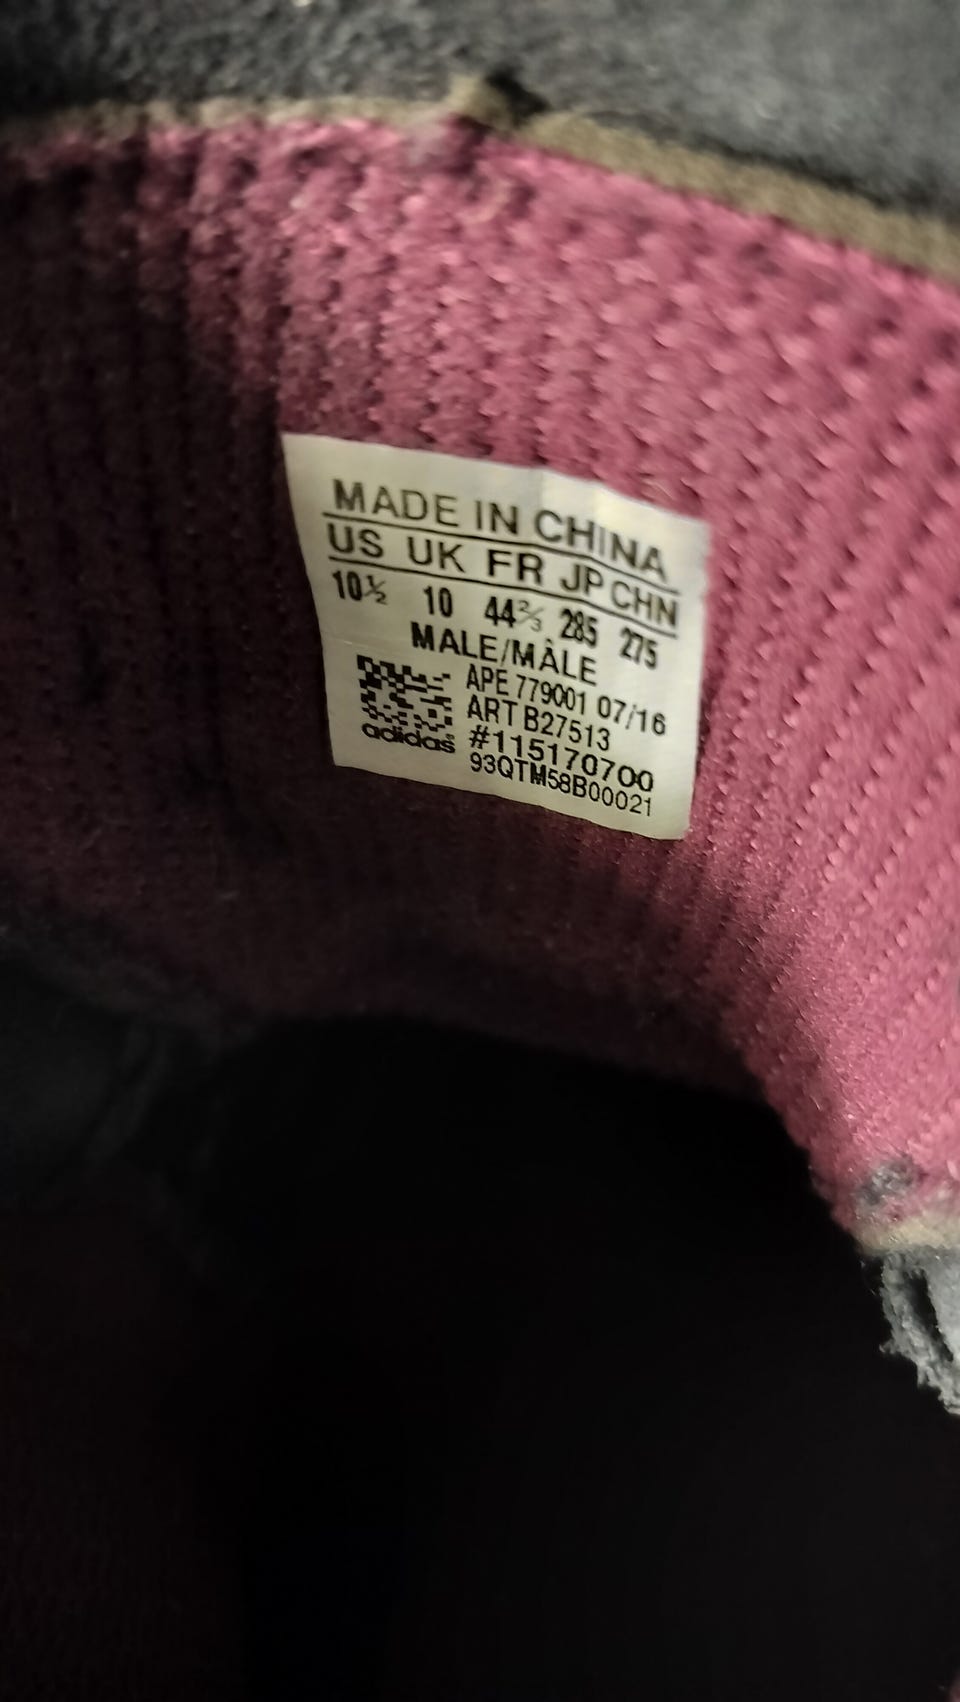 MADE IN CHINA
US UK FR JP CHN
10½ 10 44⅔ 285 275
MALE/MÂLE
APE 779001 07/16
ART B27513
#115170700
93QTM58B00021
adidas